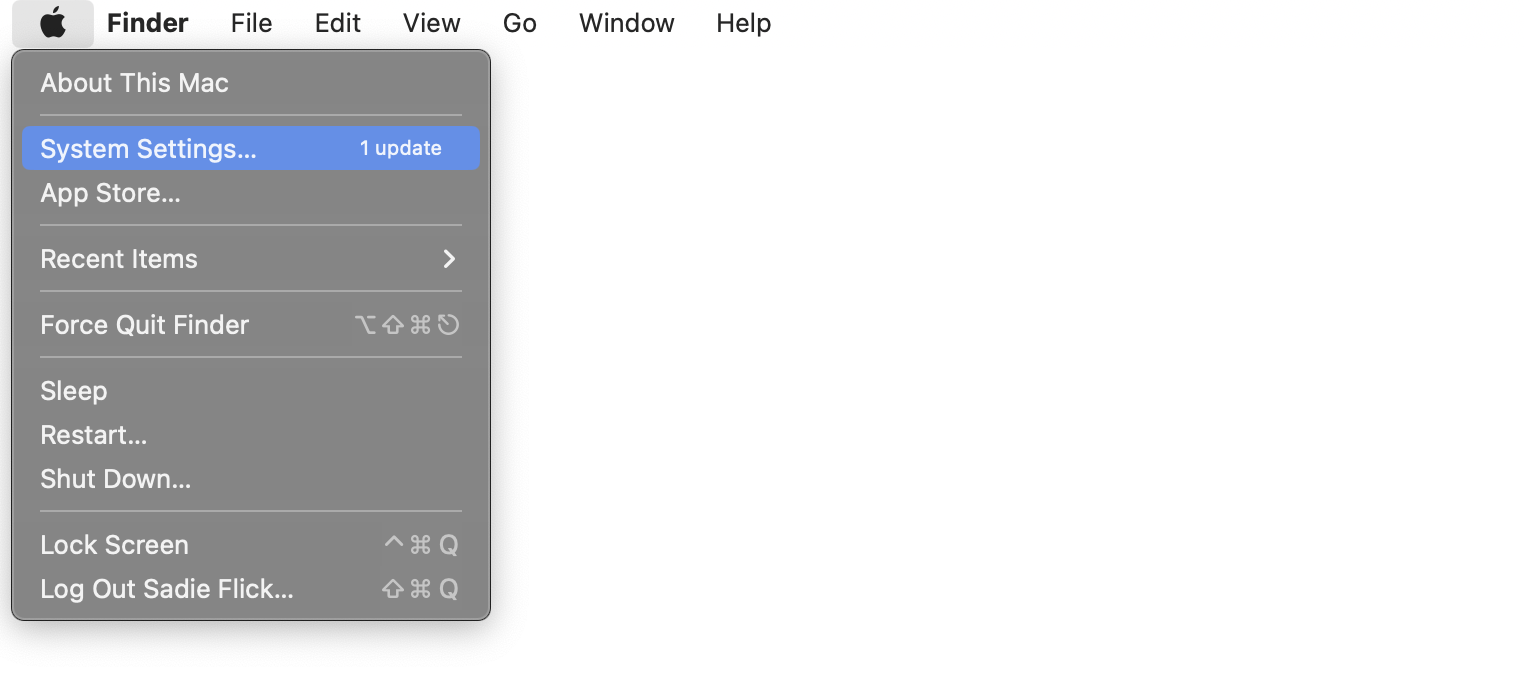 Finder File Edit View Go Window Help
About This Mac
System Settings... 1 update
App Store...
Recent Items
Force Quit Finder ⌥⇧⌘⎋
Sleep
Restart...
Shut Down...
Lock Screen ^⌘Q
Log Out Sadie Flick... ⇧⌘Q